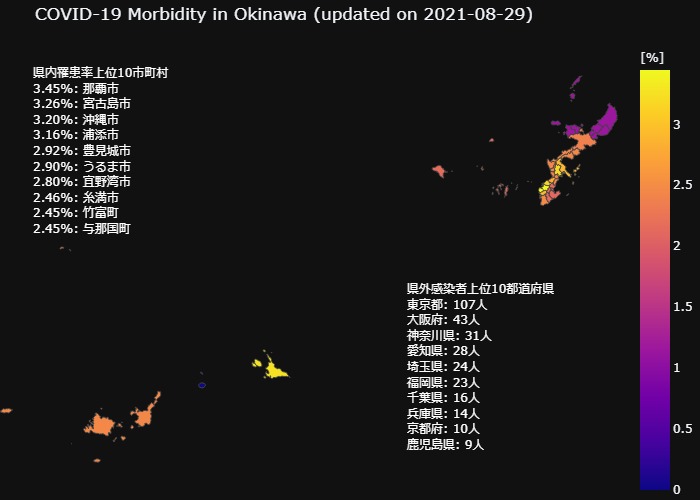 COVID-19 Morbidity in Okinawa (updated on 2021-08-29)
[%]
県内罹患率上位10市町村
3.45%: 那覇市
3.26%: 宮古島市
3.20%: 沖縄市
3.16%: 浦添市
2.92%: 豊見城市
2.90%: うるま市
2.80%: 宜野湾市
2.46%: 糸満市
2.45%: 竹富町
2.45%: 与那国町
県外感染者上位10都道府県
東京都: 107人
大阪府: 43人
神奈川県: 31人
愛知県: 28人
埼玉県: 24人
福岡県: 23人
千葉県: 16人
兵庫県: 14人
京都府: 10人
鹿児島県: 9人
3
2.5
2
1.5
1
0.5
0